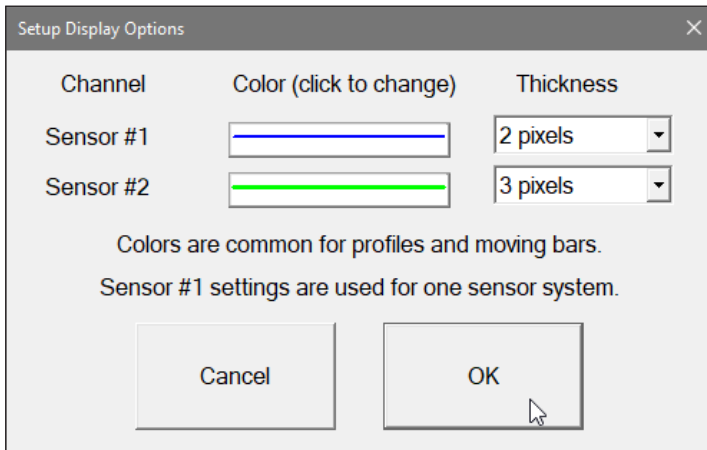 Setup Display Options
Channel Color (click to change) Thickness
Sensor #1 2 pixels
Sensor #2 3 pixels
Colors are common for profiles and moving bars.
Sensor #1 settings are used for one sensor system.
Cancel OK